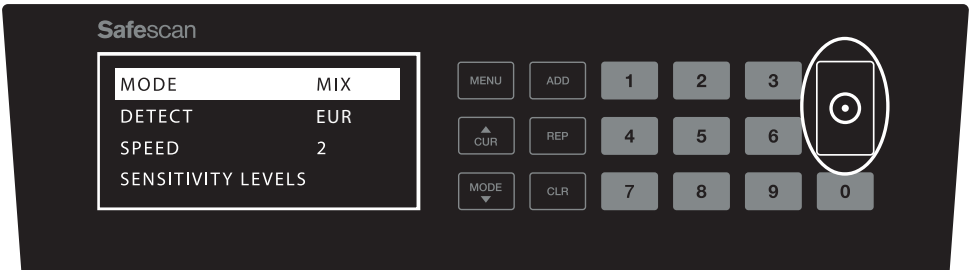 Safescan
MODE MIX
DETECT EUR
SPEED 2
SENSITIVITY LEVELS
MENU ADD 1 2 3
CUR REP 4 5 6
MODE CLR 7 8 9 0